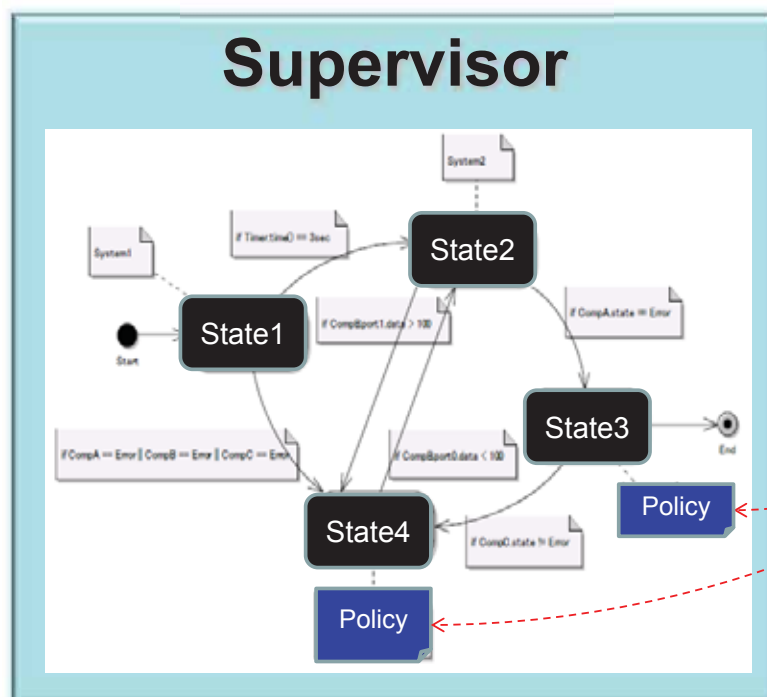 Supervisor
System2
if Timer.time() == 3sec
System1
State2
State1
if CompB.port1.data > 100
if CompA.state == Error
Start
State3
End
if CompA == Error || CompB == Error || CompC == Error
if CompB.port0.data < 100
Policy
State4
if CompC.state != Error
Policy